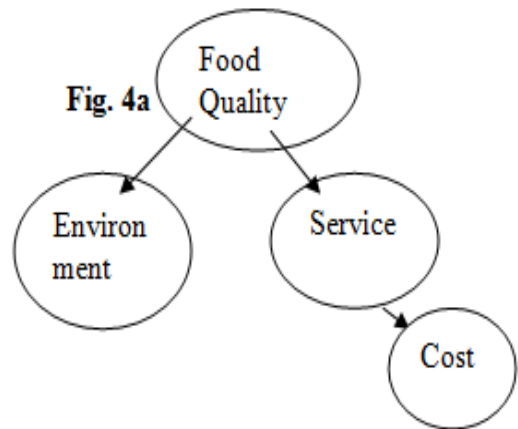 Food
Quality
Fig. 4a
Environ
ment
Service
Cost